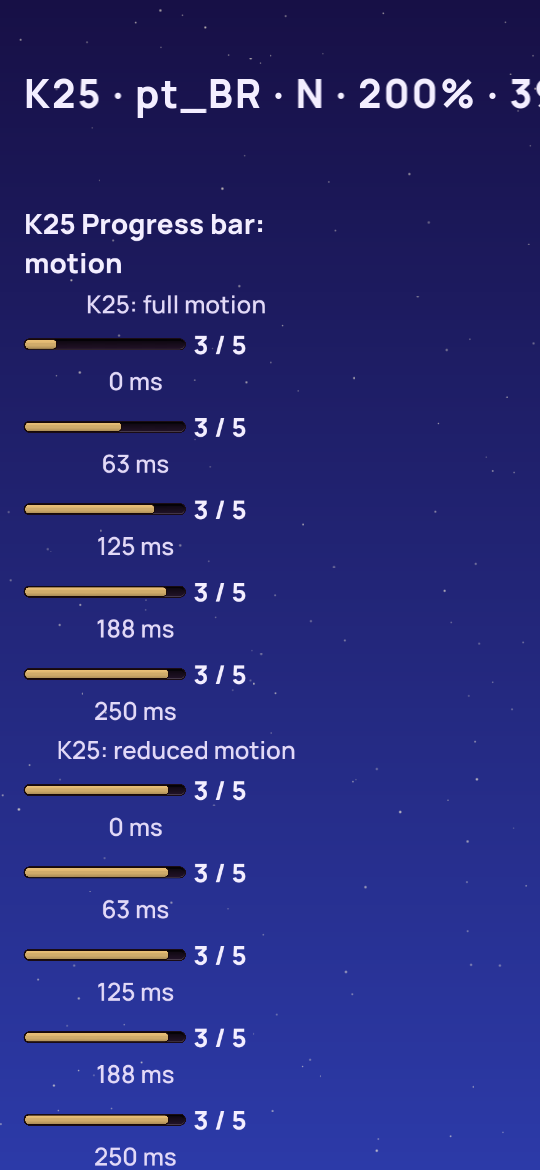 K25 · pt_BR · N · 200% · 39
K25 Progress bar:
motion
K25: full motion
3 / 5
0 ms
3 / 5
63 ms
3 / 5
125 ms
3 / 5
188 ms
3 / 5
250 ms
K25: reduced motion
3 / 5
0 ms
3 / 5
63 ms
3 / 5
125 ms
3 / 5
188 ms
3 / 5
250 ms